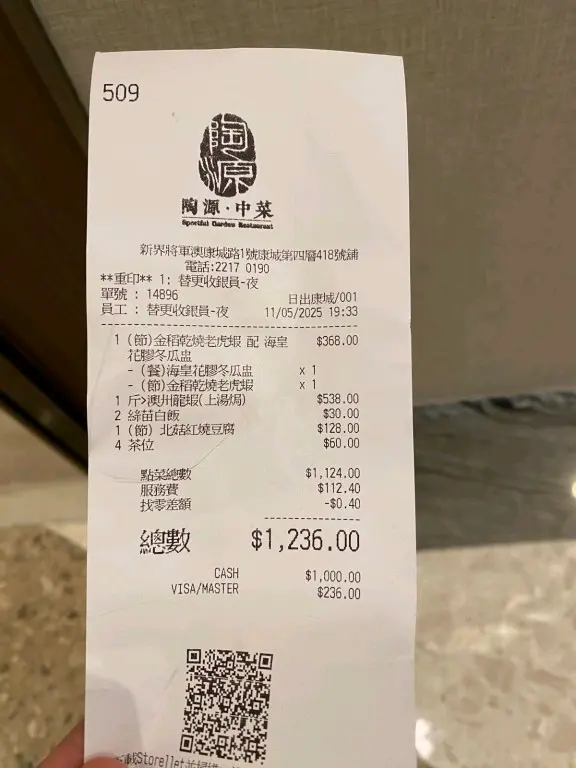 509
陶源
陶源·中菜
Sportful Garden Restaurant
新界將軍澳康城路1號康城第四層418號舖
電話:2217 0190
**重印** 1: 替更收銀員-夜
單號 : 14896 日出康城/001
員工 : 替更收銀員-夜 11/05/2025 19:33
1 (節)金稻乾燒老虎蝦 配 海皇 $368.00
花膠冬瓜盅
- (餐)海皇花膠冬瓜盅 x 1
- (節)金稻乾燒老虎蝦 x 1
1 斤>澳州龍蝦(上湯焗) $538.00
2 絲苗白飯 $30.00
1 (節) 北菇紅燒豆腐 $128.00
4 茶位 $60.00
點菜總數 $1,124.00
服務費 $112.40
找零差額 -$0.40
總數 $1,236.00
CASH $1,000.00
VISA/MASTER $236.00
Storellet